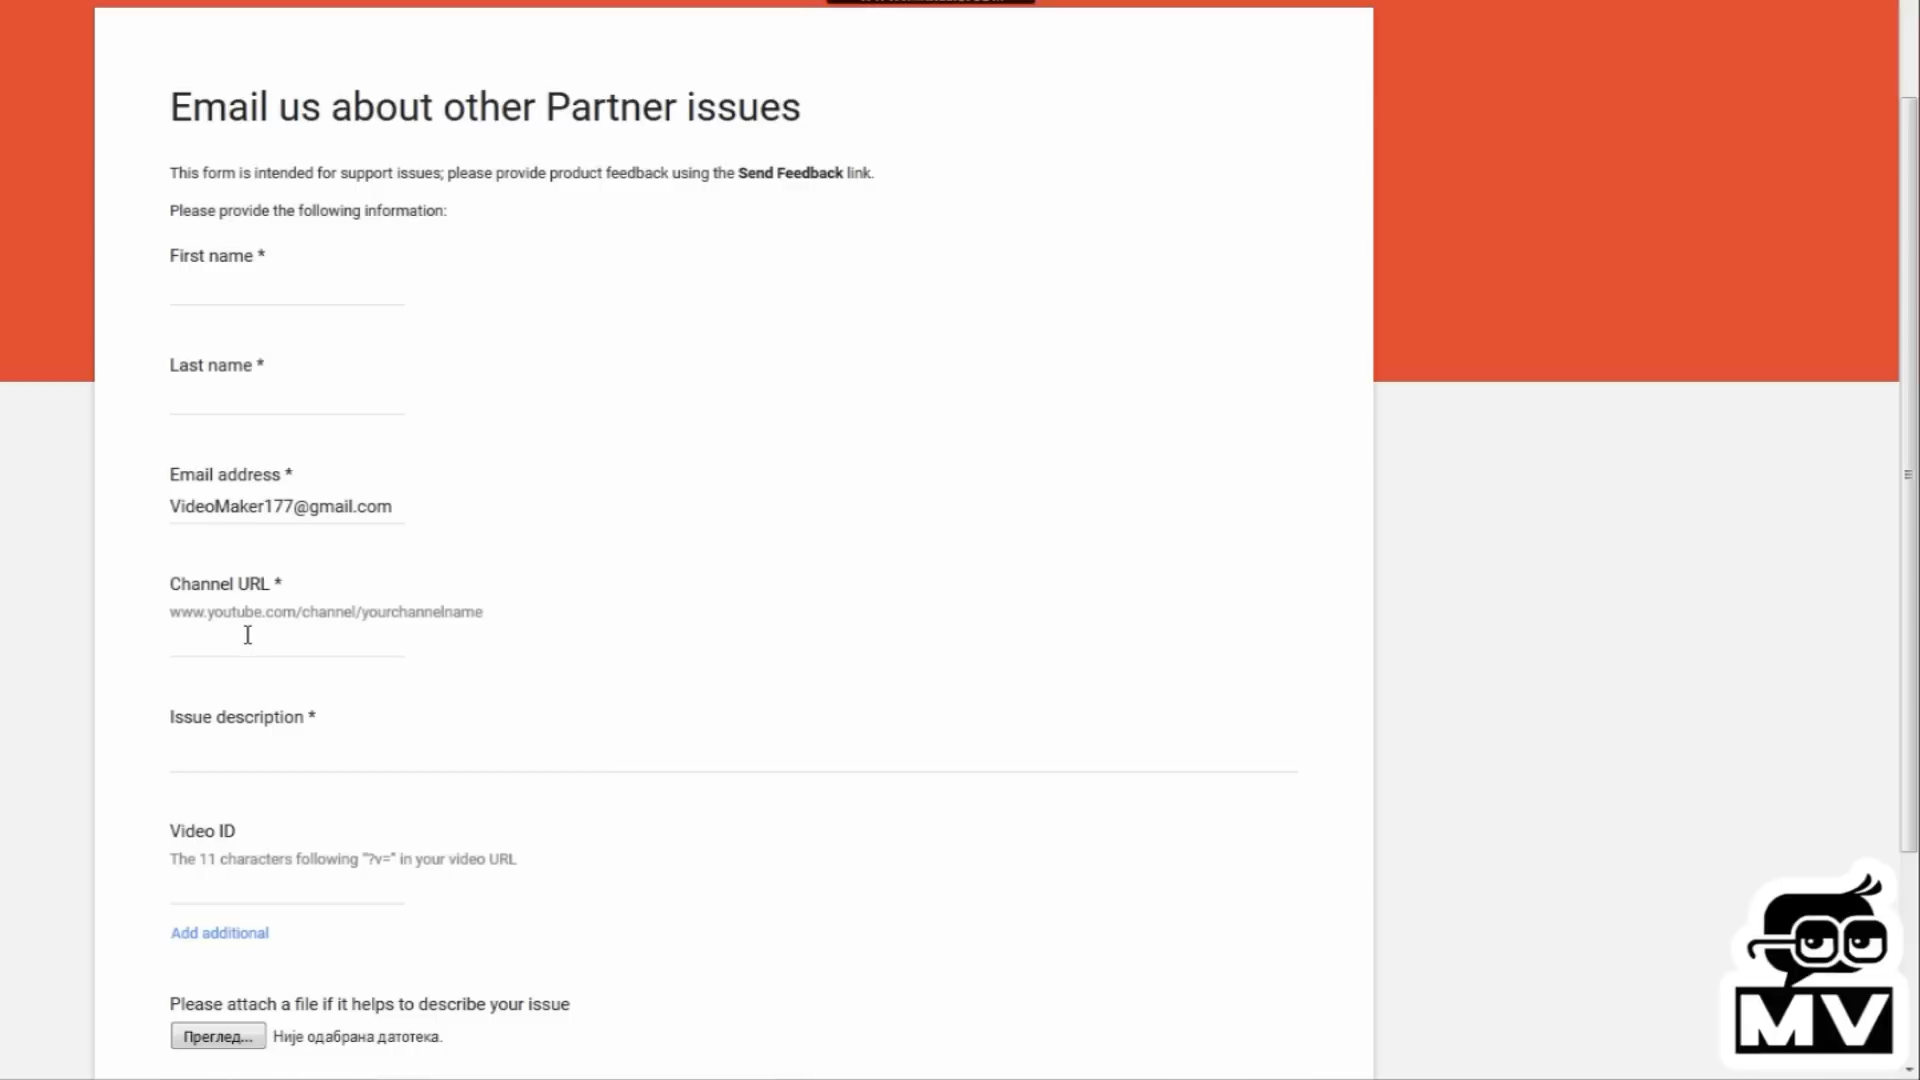 Email us about other Partner issues
This form is intended for support issues; please provide product feedback using the Send Feedback link.
Please provide the following information:
First name *
Last name *
Email address *
VideoMaker177@gmail.com
Channel URL *
www.youtube.com/channel/yourchannelname
Issue description *
Video ID
The 11 characters following "?v=" in your video URL
Add additional
Please attach a file if it helps to describe your issue
Преглед... Није одабрана датотека.
MV